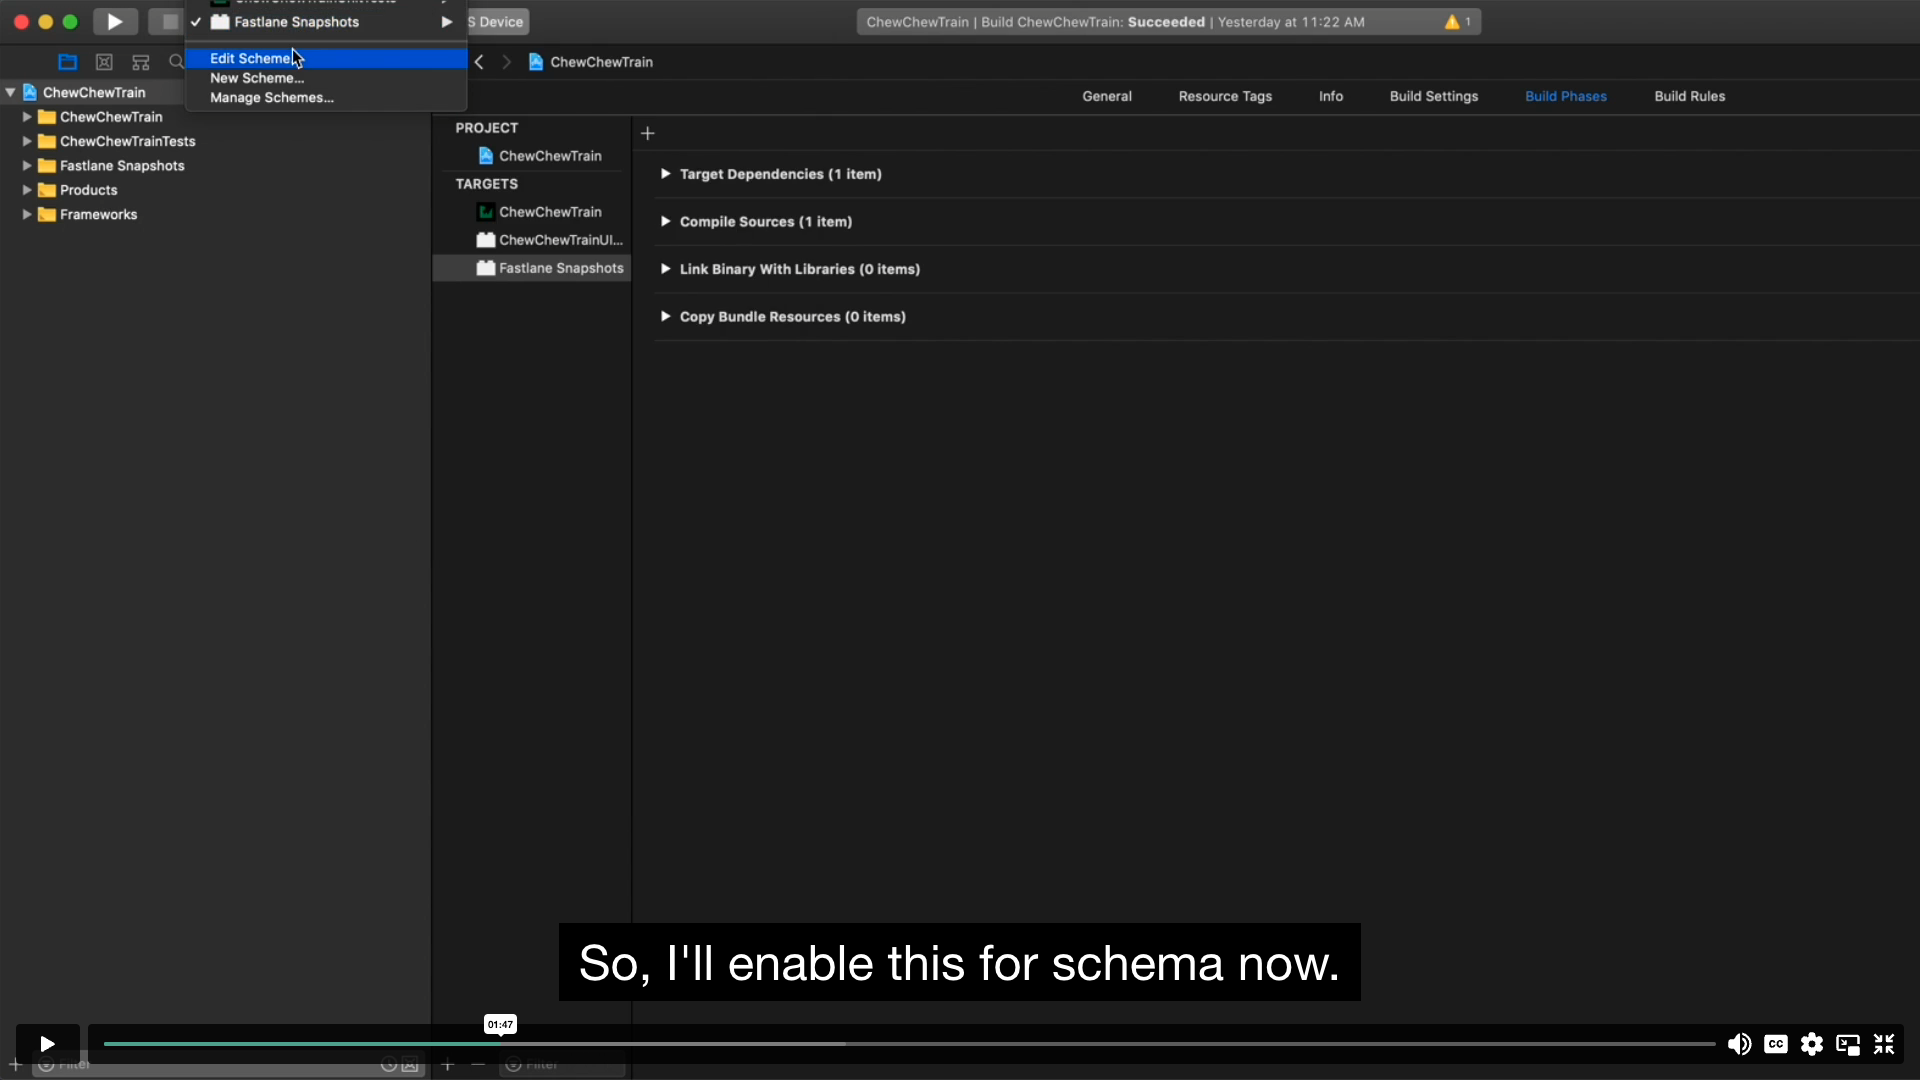 Fastlane Snapshots
S Device
ChewChewTrain | Build ChewChewTrain: Succeeded | Yesterday at 11:22 AM
1
Edit Scheme...
New Scheme...
Manage Schemes...
ChewChewTrain
General
Resource Tags
Info
Build Settings
Build Phases
Build Rules
ChewChewTrain
ChewChewTrain
ChewChewTrainTests
Fastlane Snapshots
Products
Frameworks
PROJECT
ChewChewTrain
TARGETS
ChewChewTrain
ChewChewTrainUI...
Fastlane Snapshots
Target Dependencies (1 item)
Compile Sources (1 item)
Link Binary With Libraries (0 items)
Copy Bundle Resources (0 items)
So, I'll enable this for schema now.
01:47
CC
Filter
Filter